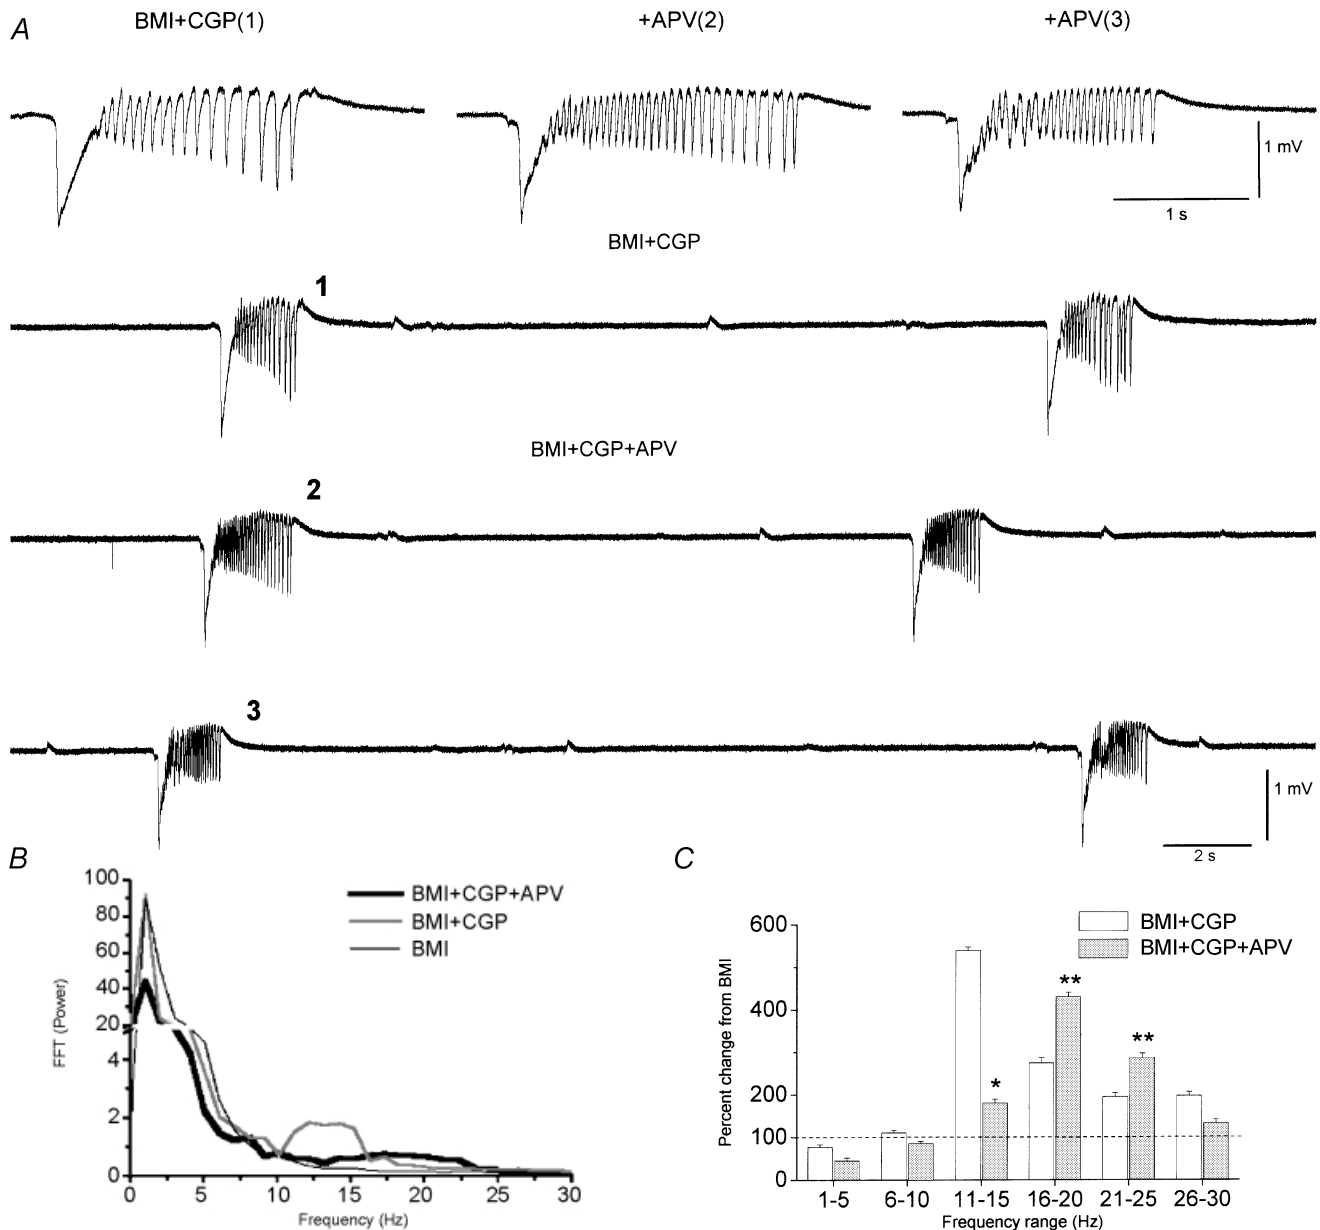 A
BMI+CGP(1)
+APV(2)
+APV(3)
1 mV
1 s
BMI+CGP
1
BMI+CGP+APV
2
3
1 mV
2 s
B
100
80
60
40
20
4
2
0
FFT (Power)
BMI+CGP+APV
BMI+CGP
BMI
0 5 10 15 20 25 30
Frequency (Hz)
C
600
400
200
100
0
Percent change from BMI
BMI+CGP
BMI+CGP+APV
*
**
**
1-5 6-10 11-15 16-20 21-25 26-30
Frequency range (Hz)